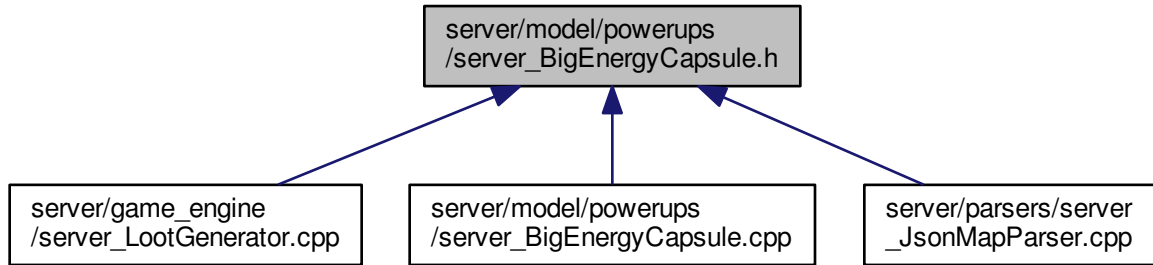 server/model/powerups
/server_BigEnergyCapsule.h
server/game_engine
/server_LootGenerator.cpp
server/model/powerups
/server_BigEnergyCapsule.cpp
server/parsers/server
_JsonMapParser.cpp